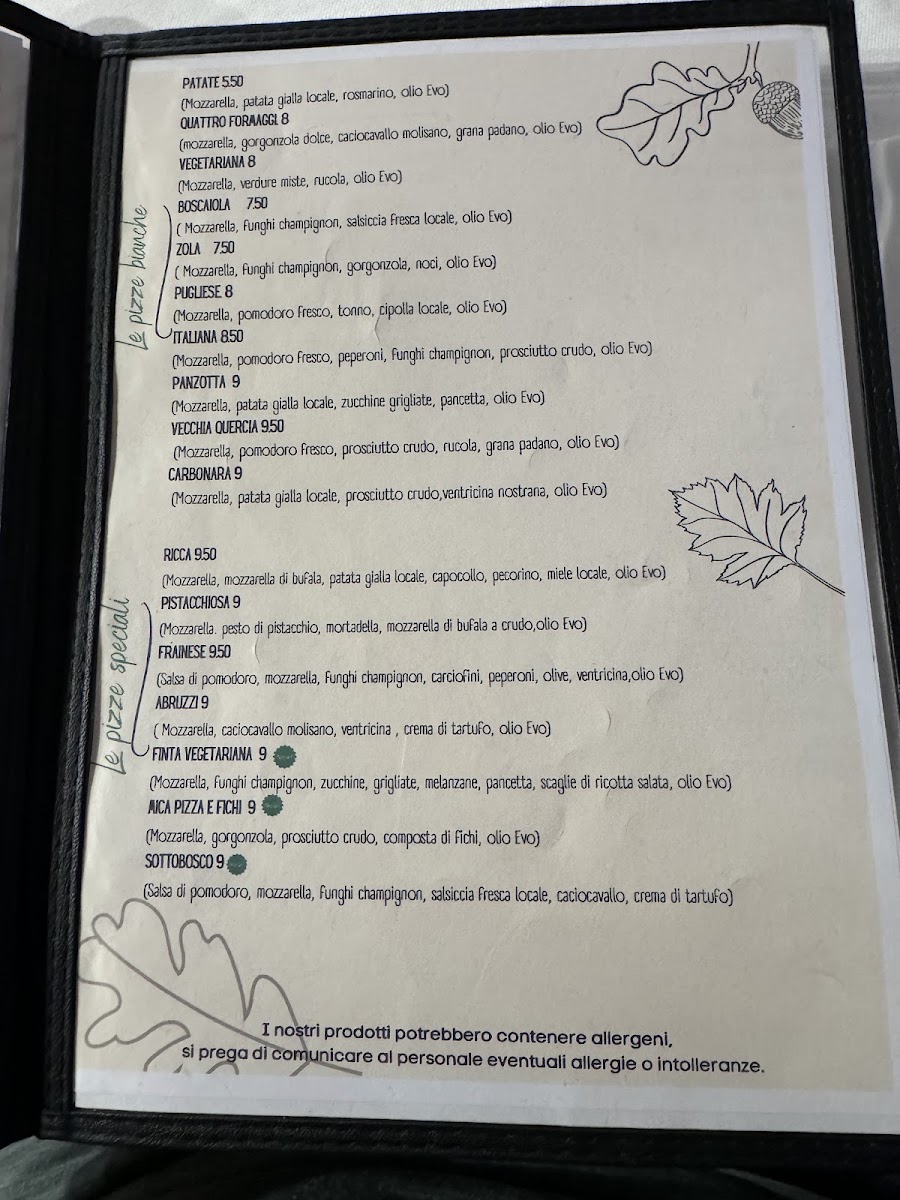 PATATE 5.50
(Mozzarella, patata gialla locale, rosmarino, olio Evo)
QUATTRO FORAAGGI. 8
(mozzarella, gorgonzola dolce, caciocavallo molisano, grana padano, olio Evo)
VEGETARIANA 8
(Mozzarella, verdure miste, rucola, olio Evo)
BOSCAIOLA 7.50
( Mozzarella, Funghi champignon, salsiccia fresca locale, olio Evo)
ZOLA 7.50
( Mozzarella, Funghi champignon, gorgonzola, noci, olio Evo)
PUGLIESE 8
(Mozzarella, pomodoro fresco, tonno, cipolla locale, olio Evo)
ITALIANA 8.50
(Mozzarella, pomodoro fresco, peperoni, Funghi champignon, prosciutto crudo, olio Evo)
PANZOTTA 9
(Mozzarella, patata gialla locale, zucchine grigliate, pancetta, olio Evo)
VECCHIA QUERCIA 9.50
(Mozzarella, pomodoro fresco, prosciutto crudo, rucola, grana padano, olio Evo)
CARBONARA 9
(Mozzarella, patata gialla locale, prosciutto crudo,ventricina nostrana, olio Evo)
Le pizze bianche
RICCA 9.50
(Mozzarella, mozzarella di bufala, patata gialla locale, capocollo, pecorino, miele locale, olio Evo)
PISTACCHIOSA 9
(Mozzarella. pesto di pistacchio, mortadella, mozzarella di bufala a crudo,olio Evo)
FRAINESE 9.50
(Salsa di pomodoro, mozzarella, Funghi champignon, carciofini, peperoni, olive, ventricina,olio Evo)
ABRUZZI 9
( Mozzarella, caciocavallo molisano, ventricina , crema di tartufo, olio Evo)
FINTA VEGETARIANA 9
(Mozzarella, Funghi champignon, zucchine, grigliate, melanzane, pancetta, scaglie di ricotta salata, olio Evo)
MICA PIZZA E FICHI 9
(Mozzarella, gorgonzola, prosciutto crudo, composta di fichi, olio Evo)
SOTTOBOSCO 9
(Salsa di pomodoro, mozzarella, Funghi champignon, salsiccia fresca locale, caciocavallo, crema di tartufo)
Le pizze speciali
I nostri prodotti potrebbero contenere allergeni,
si prega di comunicare al personale eventuali allergie o intolleranze.